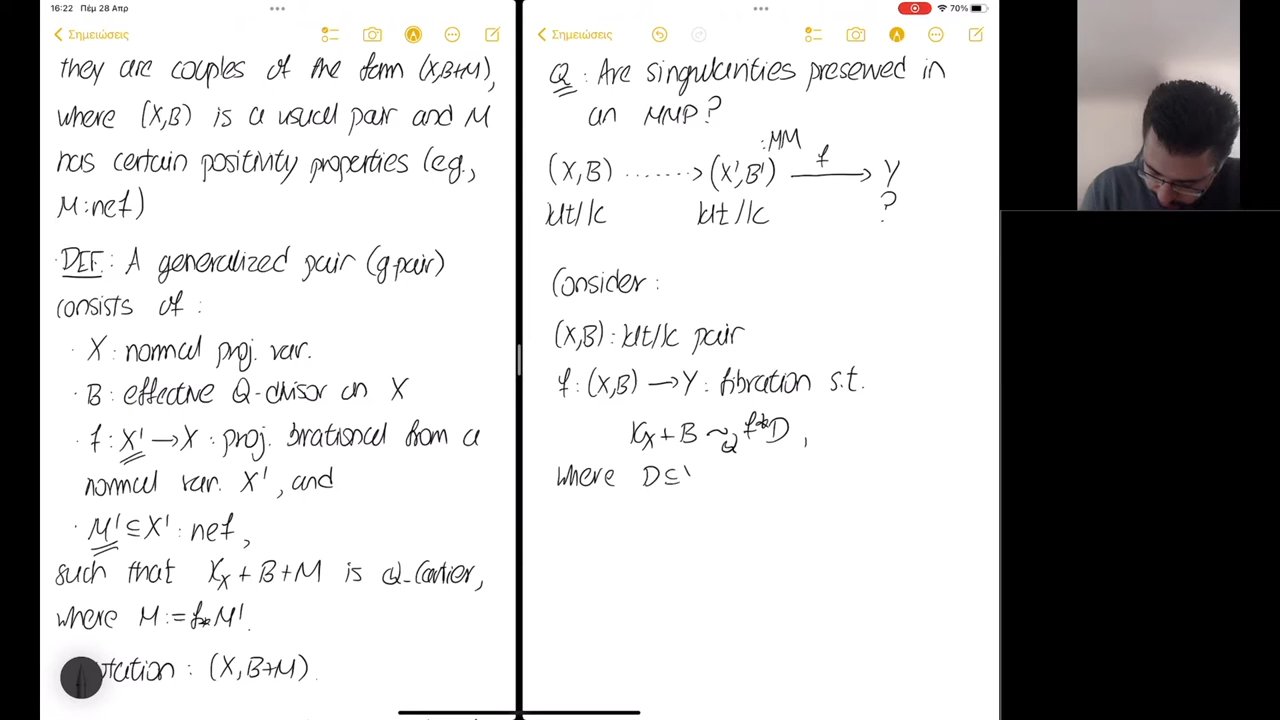 16:22 Πέμ 28 Απρ
70%
Σημειώσεις
they are couples of the form (X,B+M),
where (X,B) is a usual pair and M
has certain positivity properties (e.g.,
M:nef)
DEF.: A generalized pair (g-pair)
consists of:
· X: normal proj. var.
· B: effective Q-divisor on X
· f: X' → X : proj. birational from a
normal var. X', and
· M' ⊆ X' : nef,
such that K_X + B + M is Q-Cartier,
where M := f_* M'.
tation : (X, B+M).
Σημειώσεις
Q : Are singularities preserved in
an MMP?
:MM
(X,B) ......> (X',B') f → Y
klt/lc klt/lc ?
Consider :
(X,B) : klt/lc pair
f : (X,B) → Y : fibration s.t.
K_X + B ~_Q f*D ,
where D ⊆